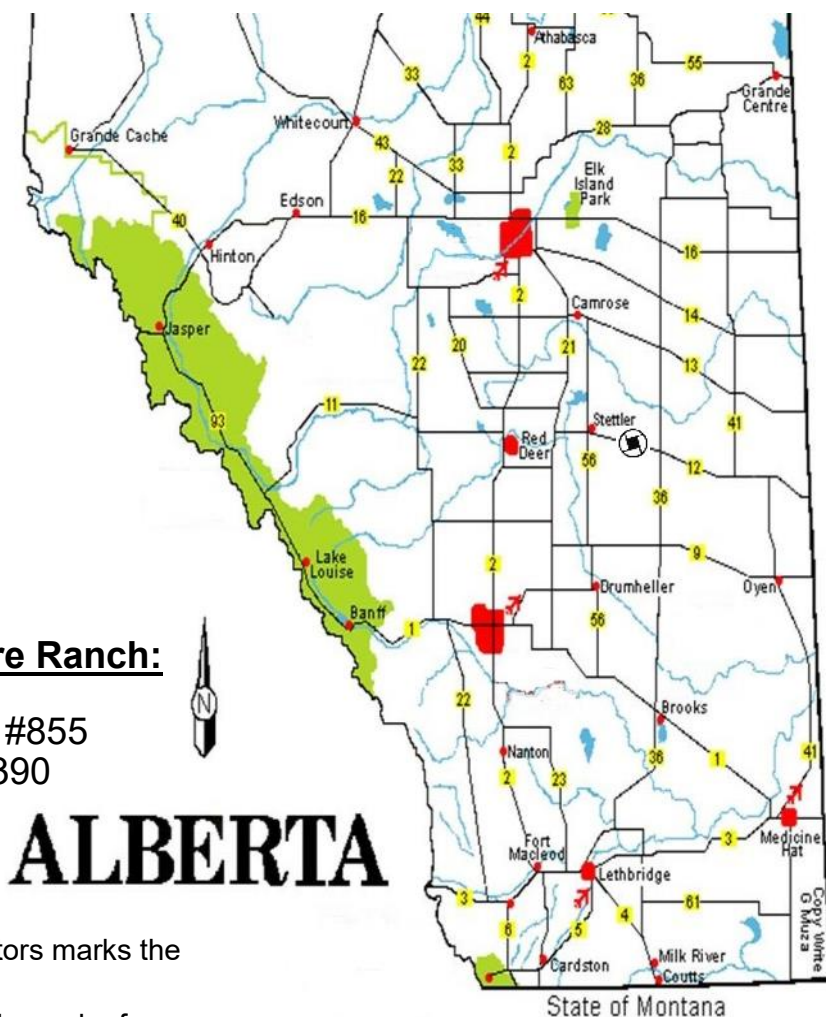 44
Athabasca
2
33
63
36
55
Grande
Centre
Whitecourt
28
Grande Cache
43
33
2
22
Elk
Island
Park
Edson
16
40
16
Hinton
2
Camrose
14
Jasper
20
21
22
13
11
93
Stettler
41
Red
Deer
56
12
36
2
9
Lake
Louise
Drumheller
Oyen
Banff
1
56
re Ranch:
22
N
#855
Brooks
390
Nanton
36
1
41
2
23
ALBERTA
Fort
Macleod
3
Medicine
Hat
Lethbridge
3
61
4
6
5
Copy Write
G Muza
tors marks the
Cardston
Milk River
Coutts
State of Montana